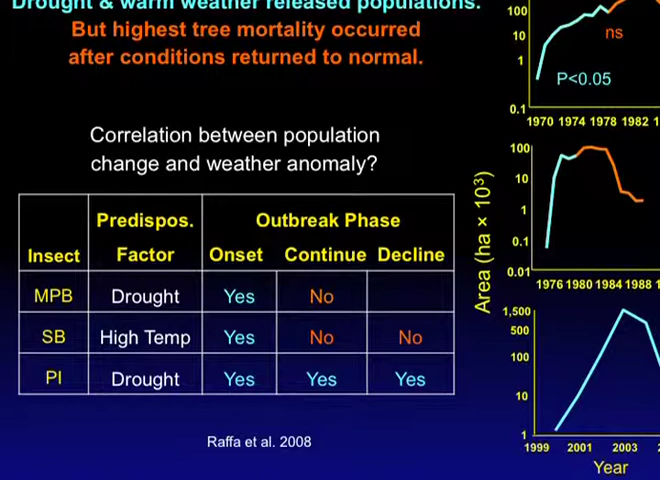 Drought & warm weather released populations.
But highest tree mortality occurred
after conditions returned to normal.
Correlation between population
change and weather anomaly?
Predispos. Outbreak Phase
Insect Factor Onset Continue Decline
MPB Drought Yes No
SB High Temp Yes No No
PI Drought Yes Yes Yes
Raffa et al. 2008
Area (ha × 10³)
100
10
1
0.1
ns
P<0.05
1970 1974 1978 1982
100
10
1
0.1
0.01
1976 1980 1984 1988
1,500
500
100
10
1
1999 2001 2003
Year